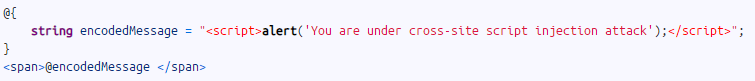 @{
    string encodedMessage = "<script>alert('You are under cross-site script injection attack');</script>";
}
<span>@encodedMessage </span>